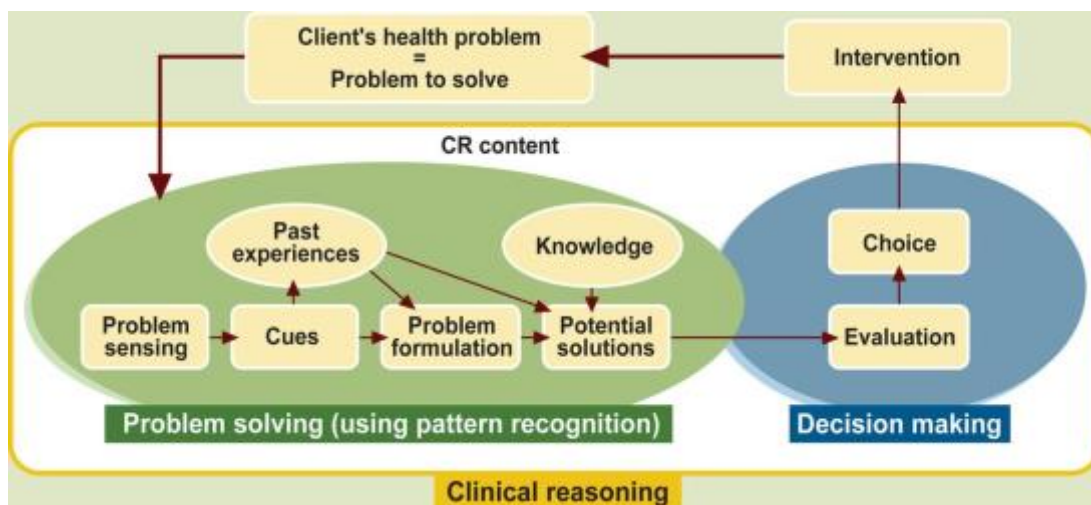 Client's health problem
=
Problem to solve
Intervention
CR content
Past
experiences
Knowledge
Choice
Problem
sensing
Cues
Problem
formulation
Potential
solutions
Evaluation
Problem solving (using pattern recognition)
Decision making
Clinical reasoning